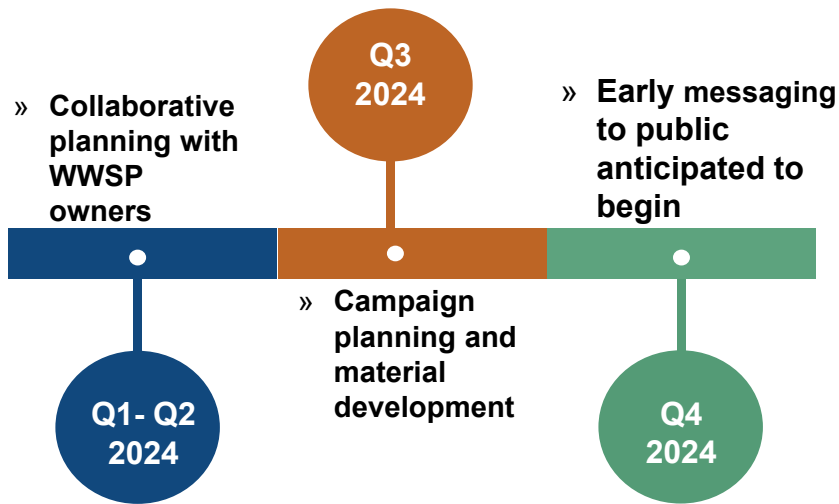 » Collaborative
planning with
WWSP
owners
Q1- Q2
2024
Q3
2024
» Campaign
planning and
material
development
» Early messaging
to public
anticipated to
begin
Q4
2024